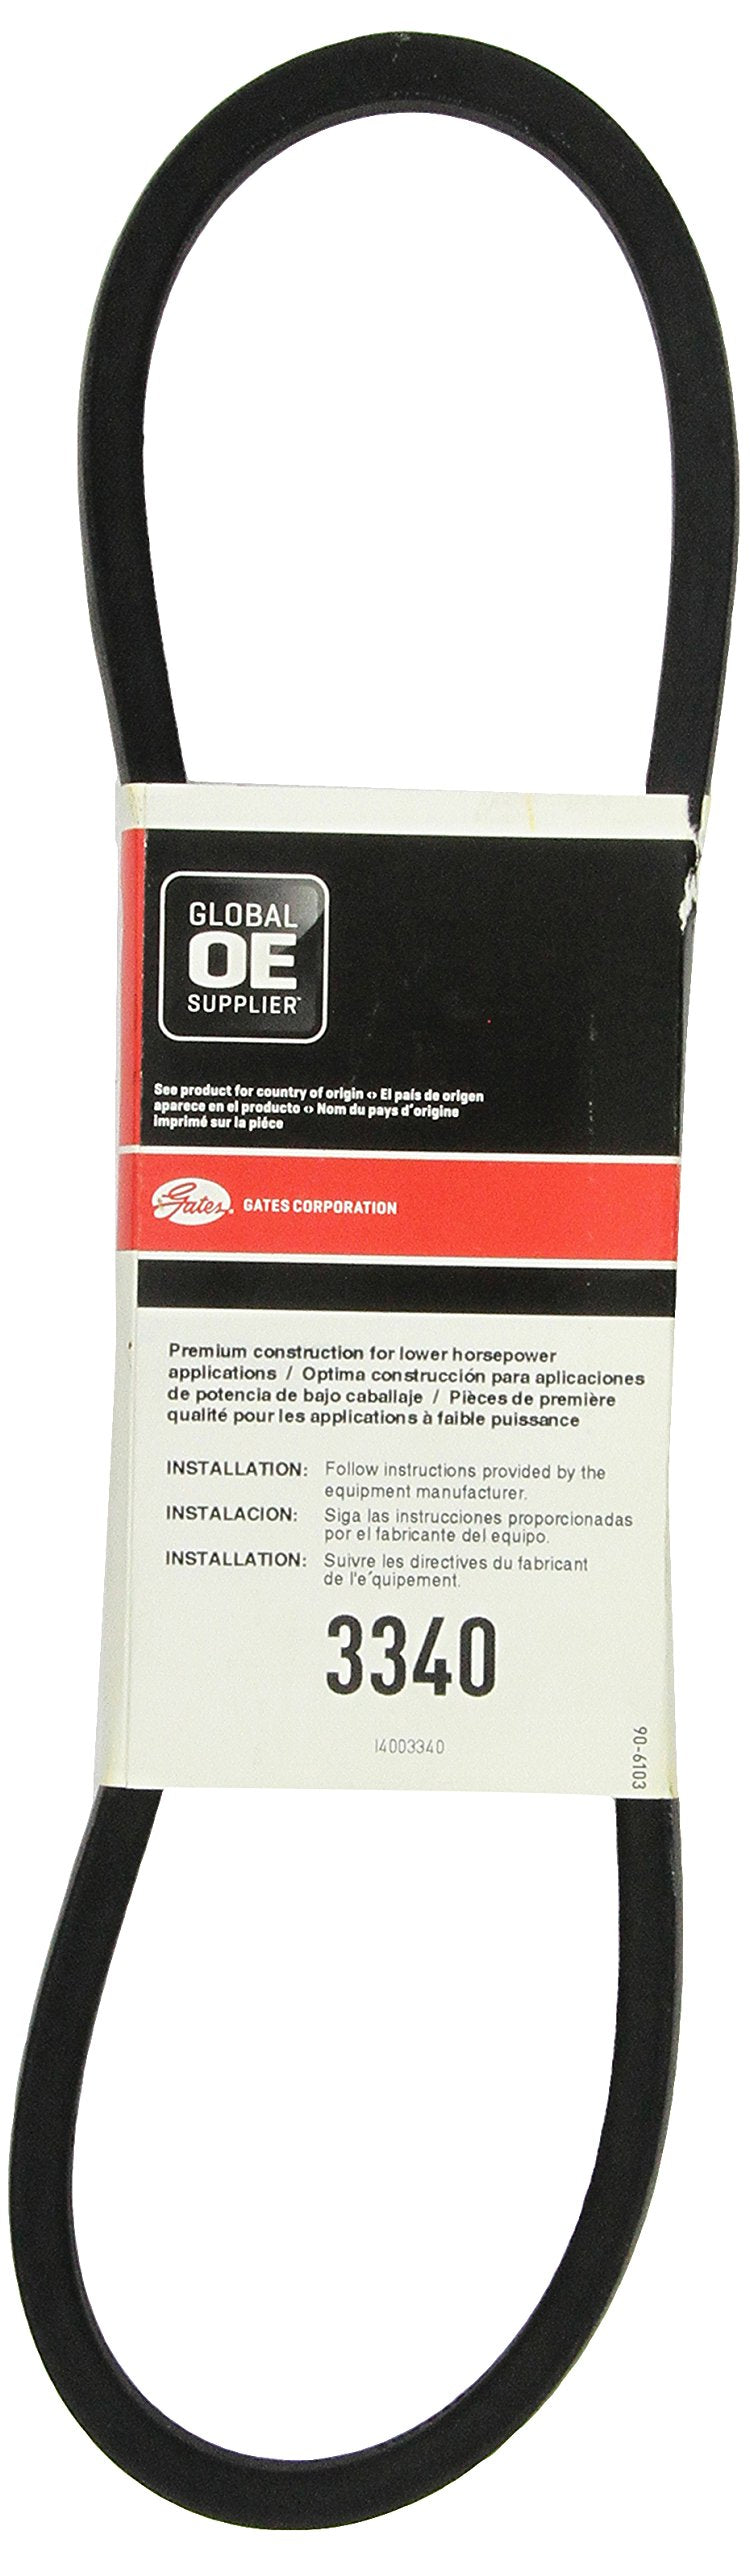 GLOBAL
OE
SUPPLIER™
See product for country of origin ‹› El país de origen
aparece en el producto ‹› Nom du pays d'origine
imprimé sur la piéce
Gates® GATES CORPORATION
Premium construction for lower horsepower
applications / Optima construcción para aplicaciones
de potencia de bajo caballaje / Pièces de première
qualité pour les applications à faible puissance
INSTALLATION: Follow instructions provided by the
equipment manufacturer.
INSTALACION: Siga las instrucciones proporcionadas
por el fabricante del equipo.
INSTALLATION: Suivre les directives du fabricant
de l'e´quipement.
3340
I4003340
90-6103